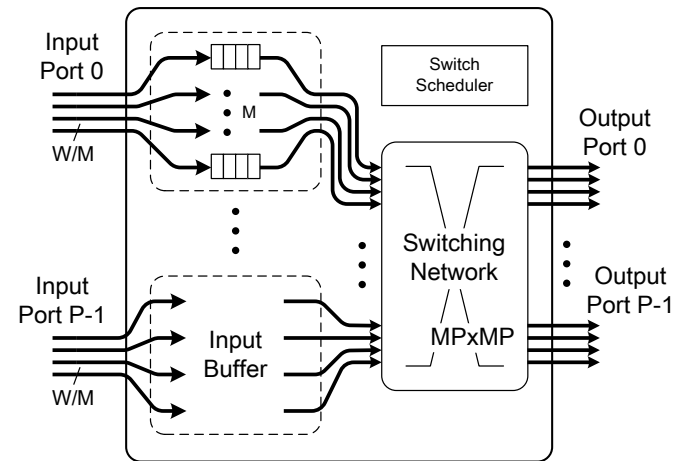 Input
Port 0
W/M
M
Switch
Scheduler
Output
Port 0
Switching
Network
MPxMP
Input
Port P-1
W/M
Input
Buffer
Output
Port P-1